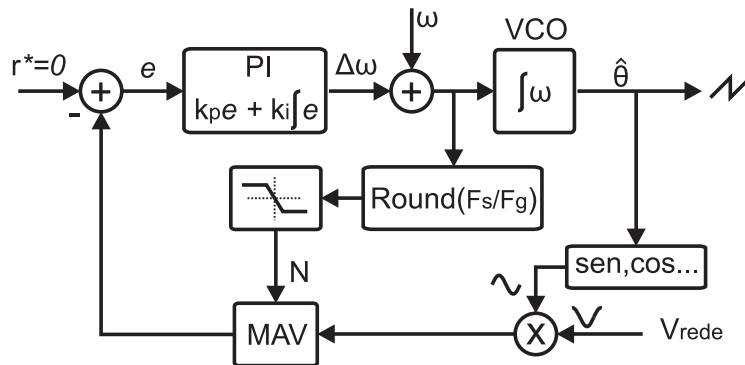 ω
VCO
r*=0
e
PI
kpe + ki∫e
Δω
+
+
∫ω
θ̂
-
Round(Fs/Fg)
N
sen,cos...
MAV
X
Vrede